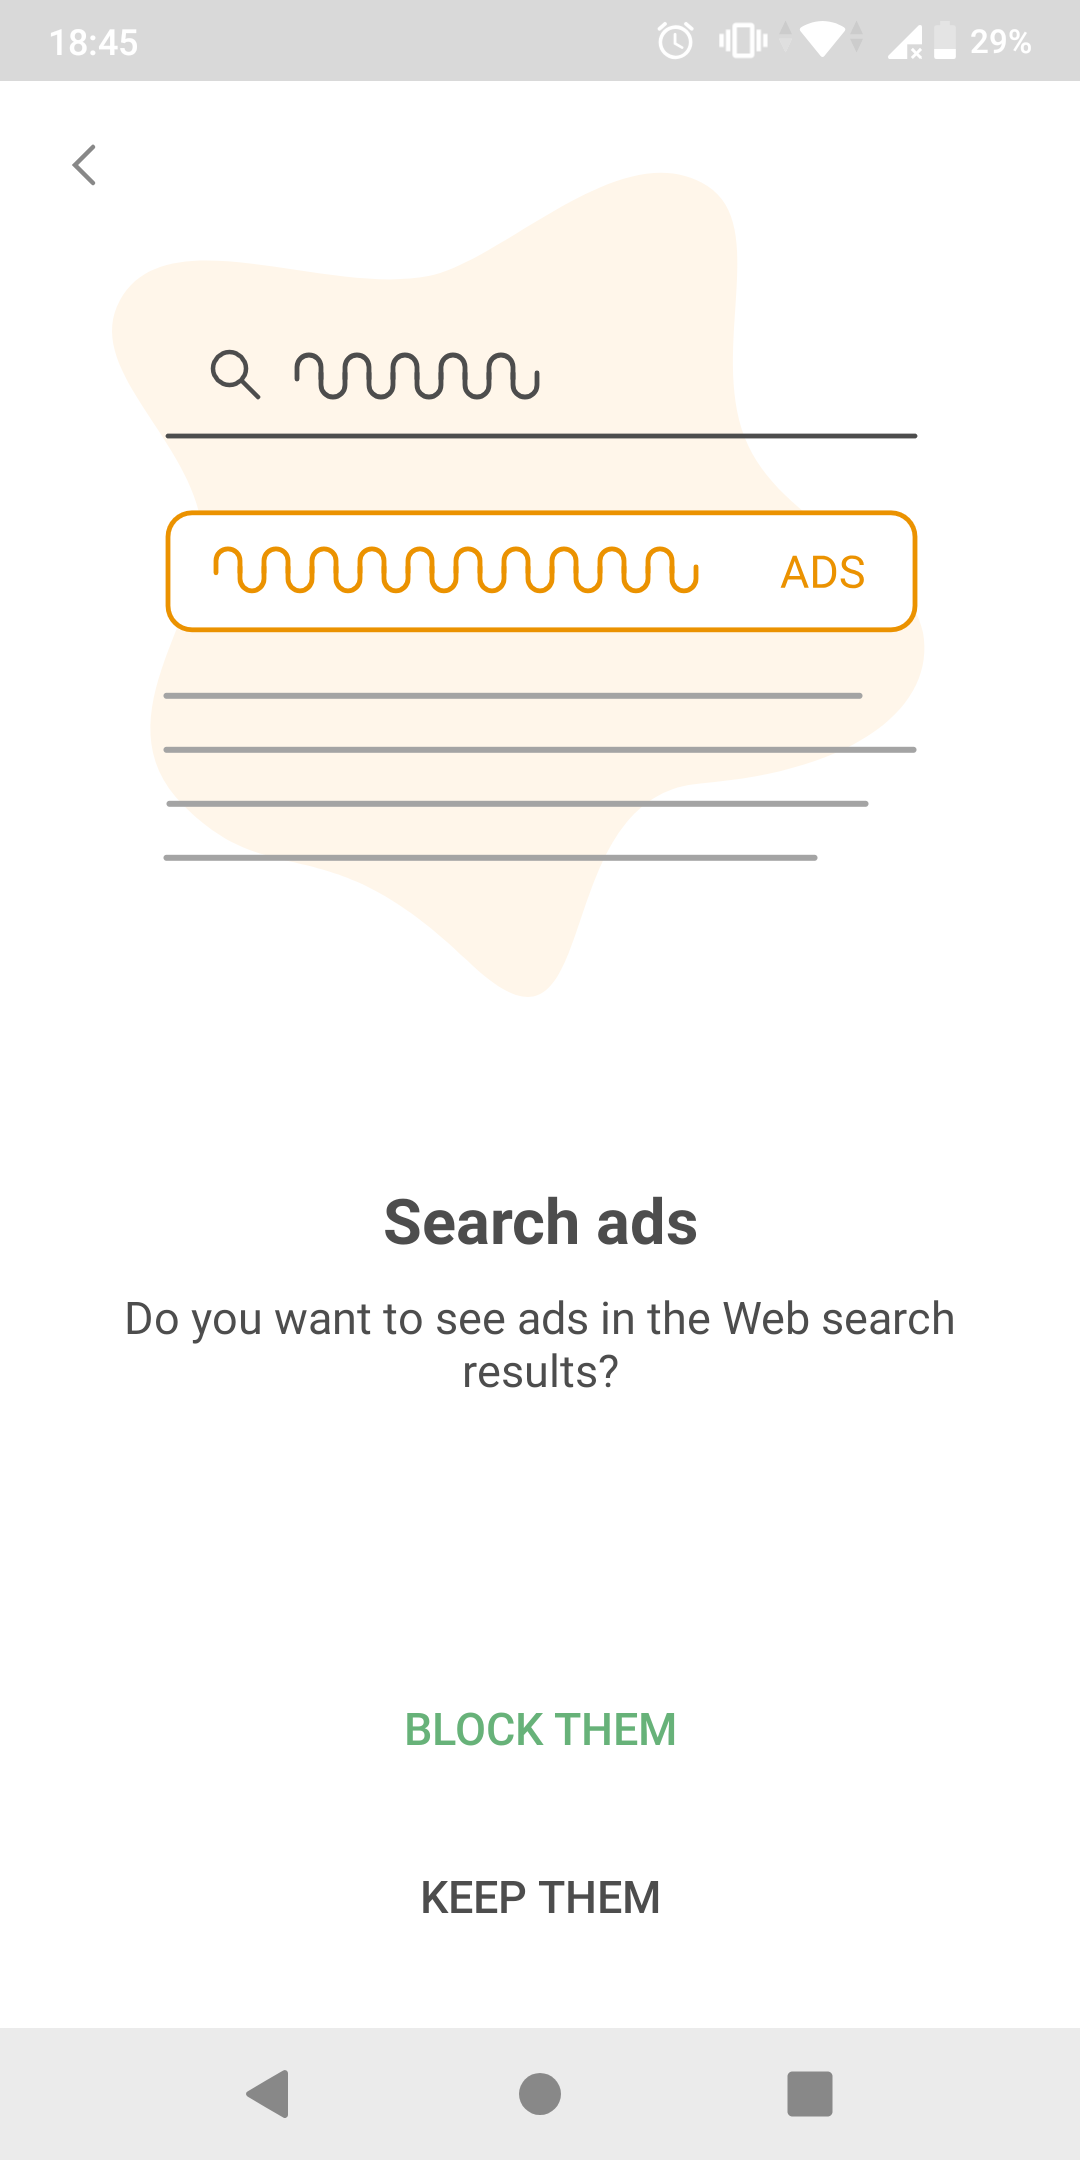 18:45
29%
ADS
Search ads
Do you want to see ads in the Web search
results?
BLOCK THEM
KEEP THEM